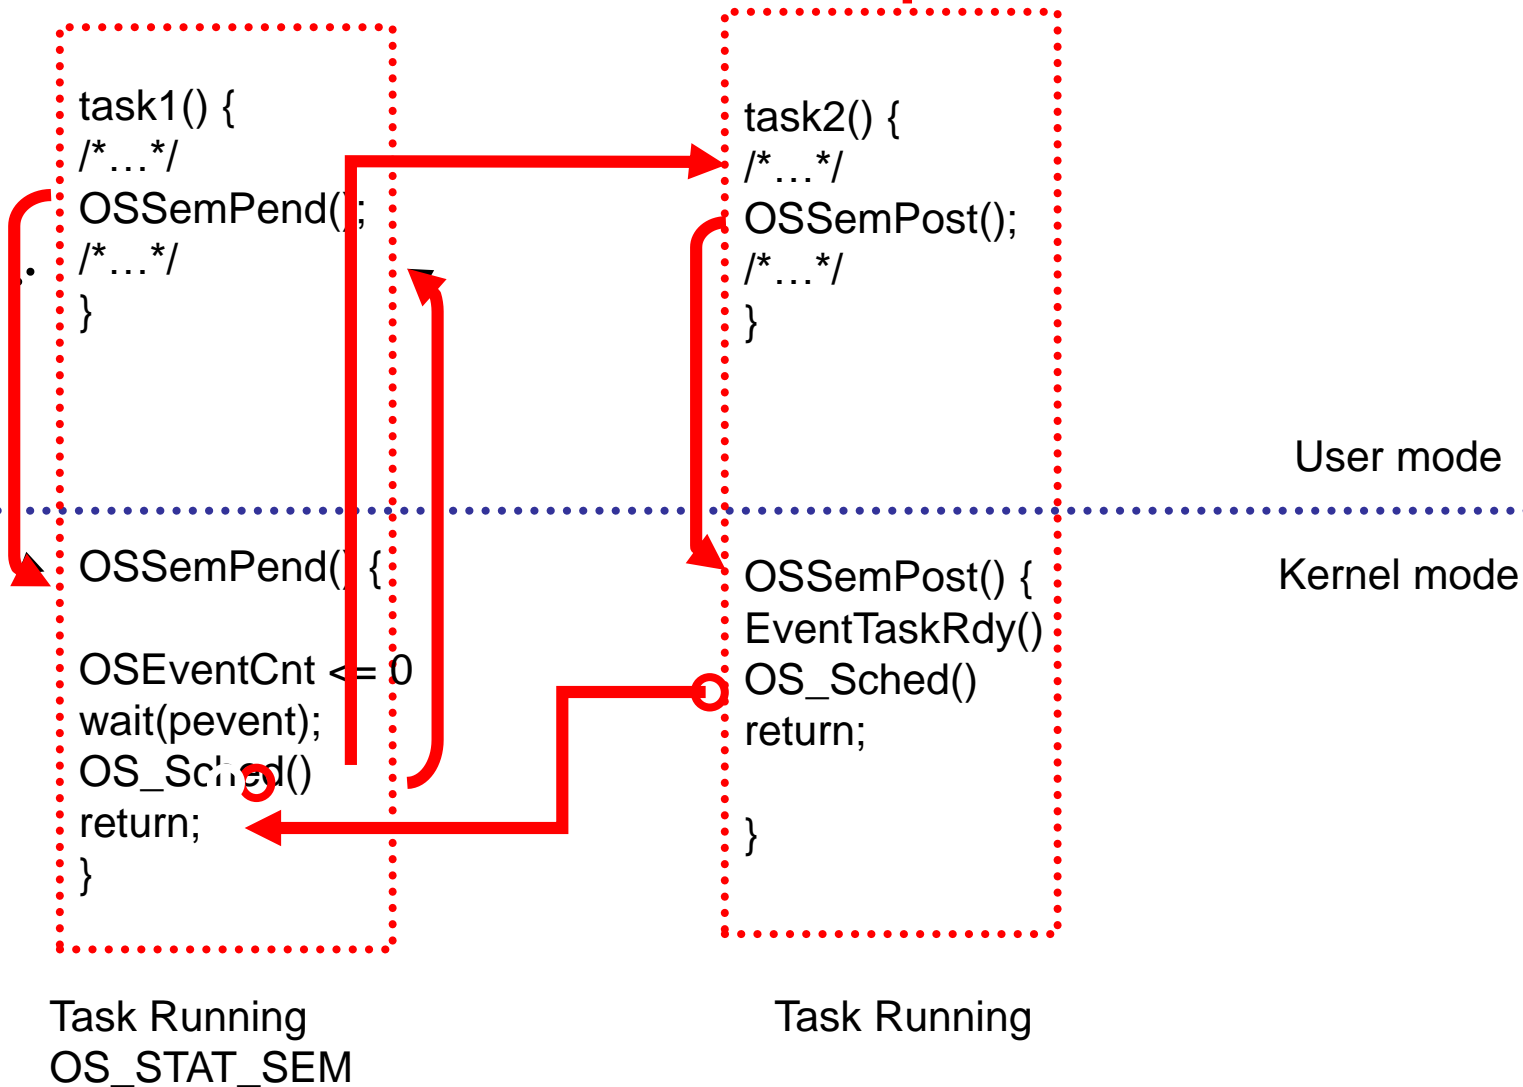 task1() {
/*…*/
OSSemPend();
/*…*/
}
task2() {
/*…*/
OSSemPost();
/*…*/
}
User mode
Kernel mode
OSSemPend() {
OSEventCnt <= 0
wait(pevent);
OS_Sched()
return;
}
OSSemPost() {
EventTaskRdy()
OS_Sched()
return;
}
Task Running
OS_STAT_SEM
Task Running